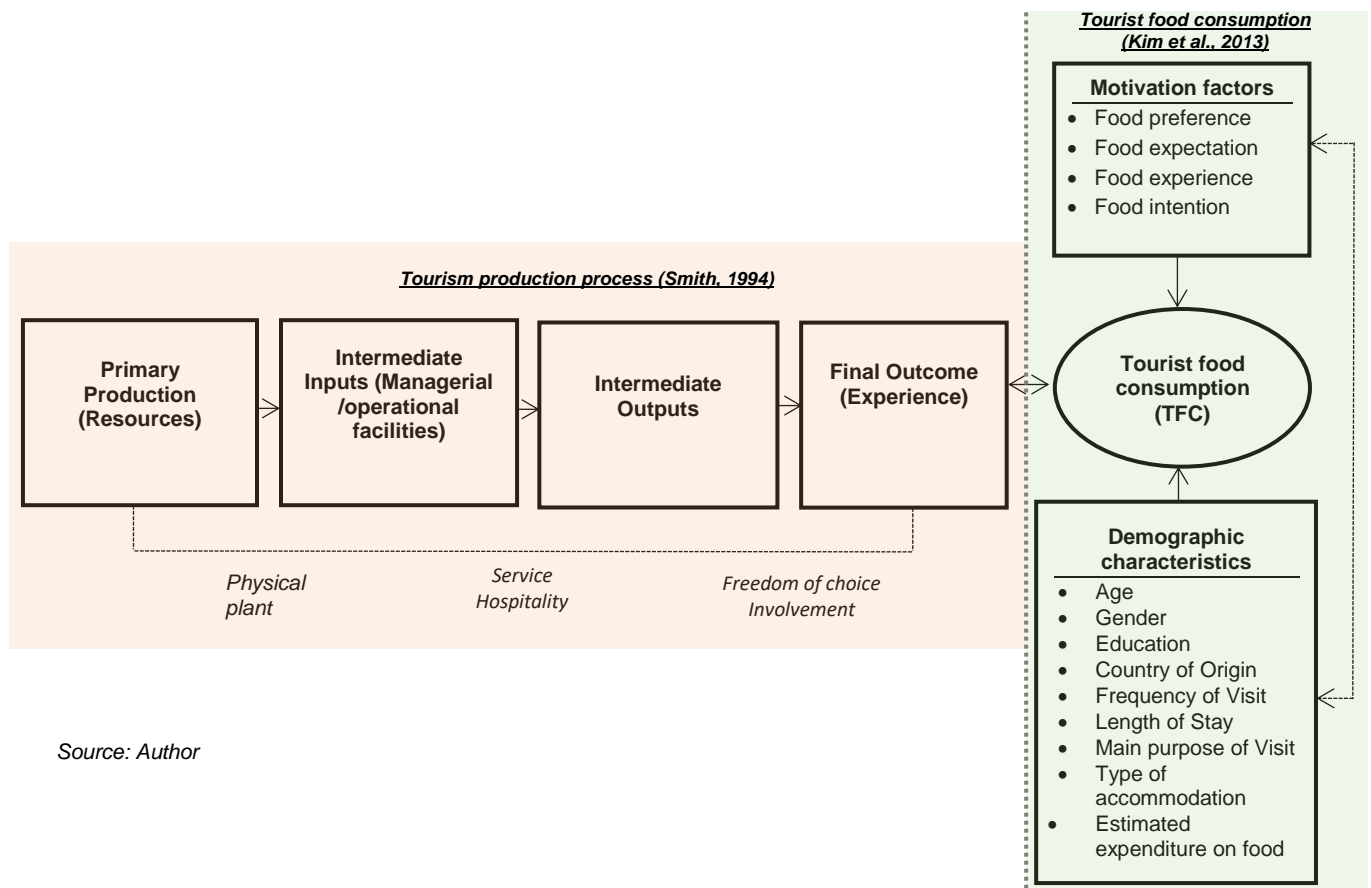 Tourist food consumption
(Kim et al., 2013)
Motivation factors
• Food preference
• Food expectation
• Food experience
• Food intention
Tourism production process (Smith, 1994)
Primary
Production
(Resources)
Intermediate
Inputs (Managerial
/operational
facilities)
Intermediate
Outputs
Final Outcome
(Experience)
Tourist food
consumption
(TFC)
Physical
plant
Service
Hospitality
Freedom of choice
Involvement
Demographic
characteristics
• Age
• Gender
• Education
• Country of Origin
• Frequency of Visit
• Length of Stay
• Main purpose of Visit
• Type of
accommodation
• Estimated
expenditure on food
Source: Author